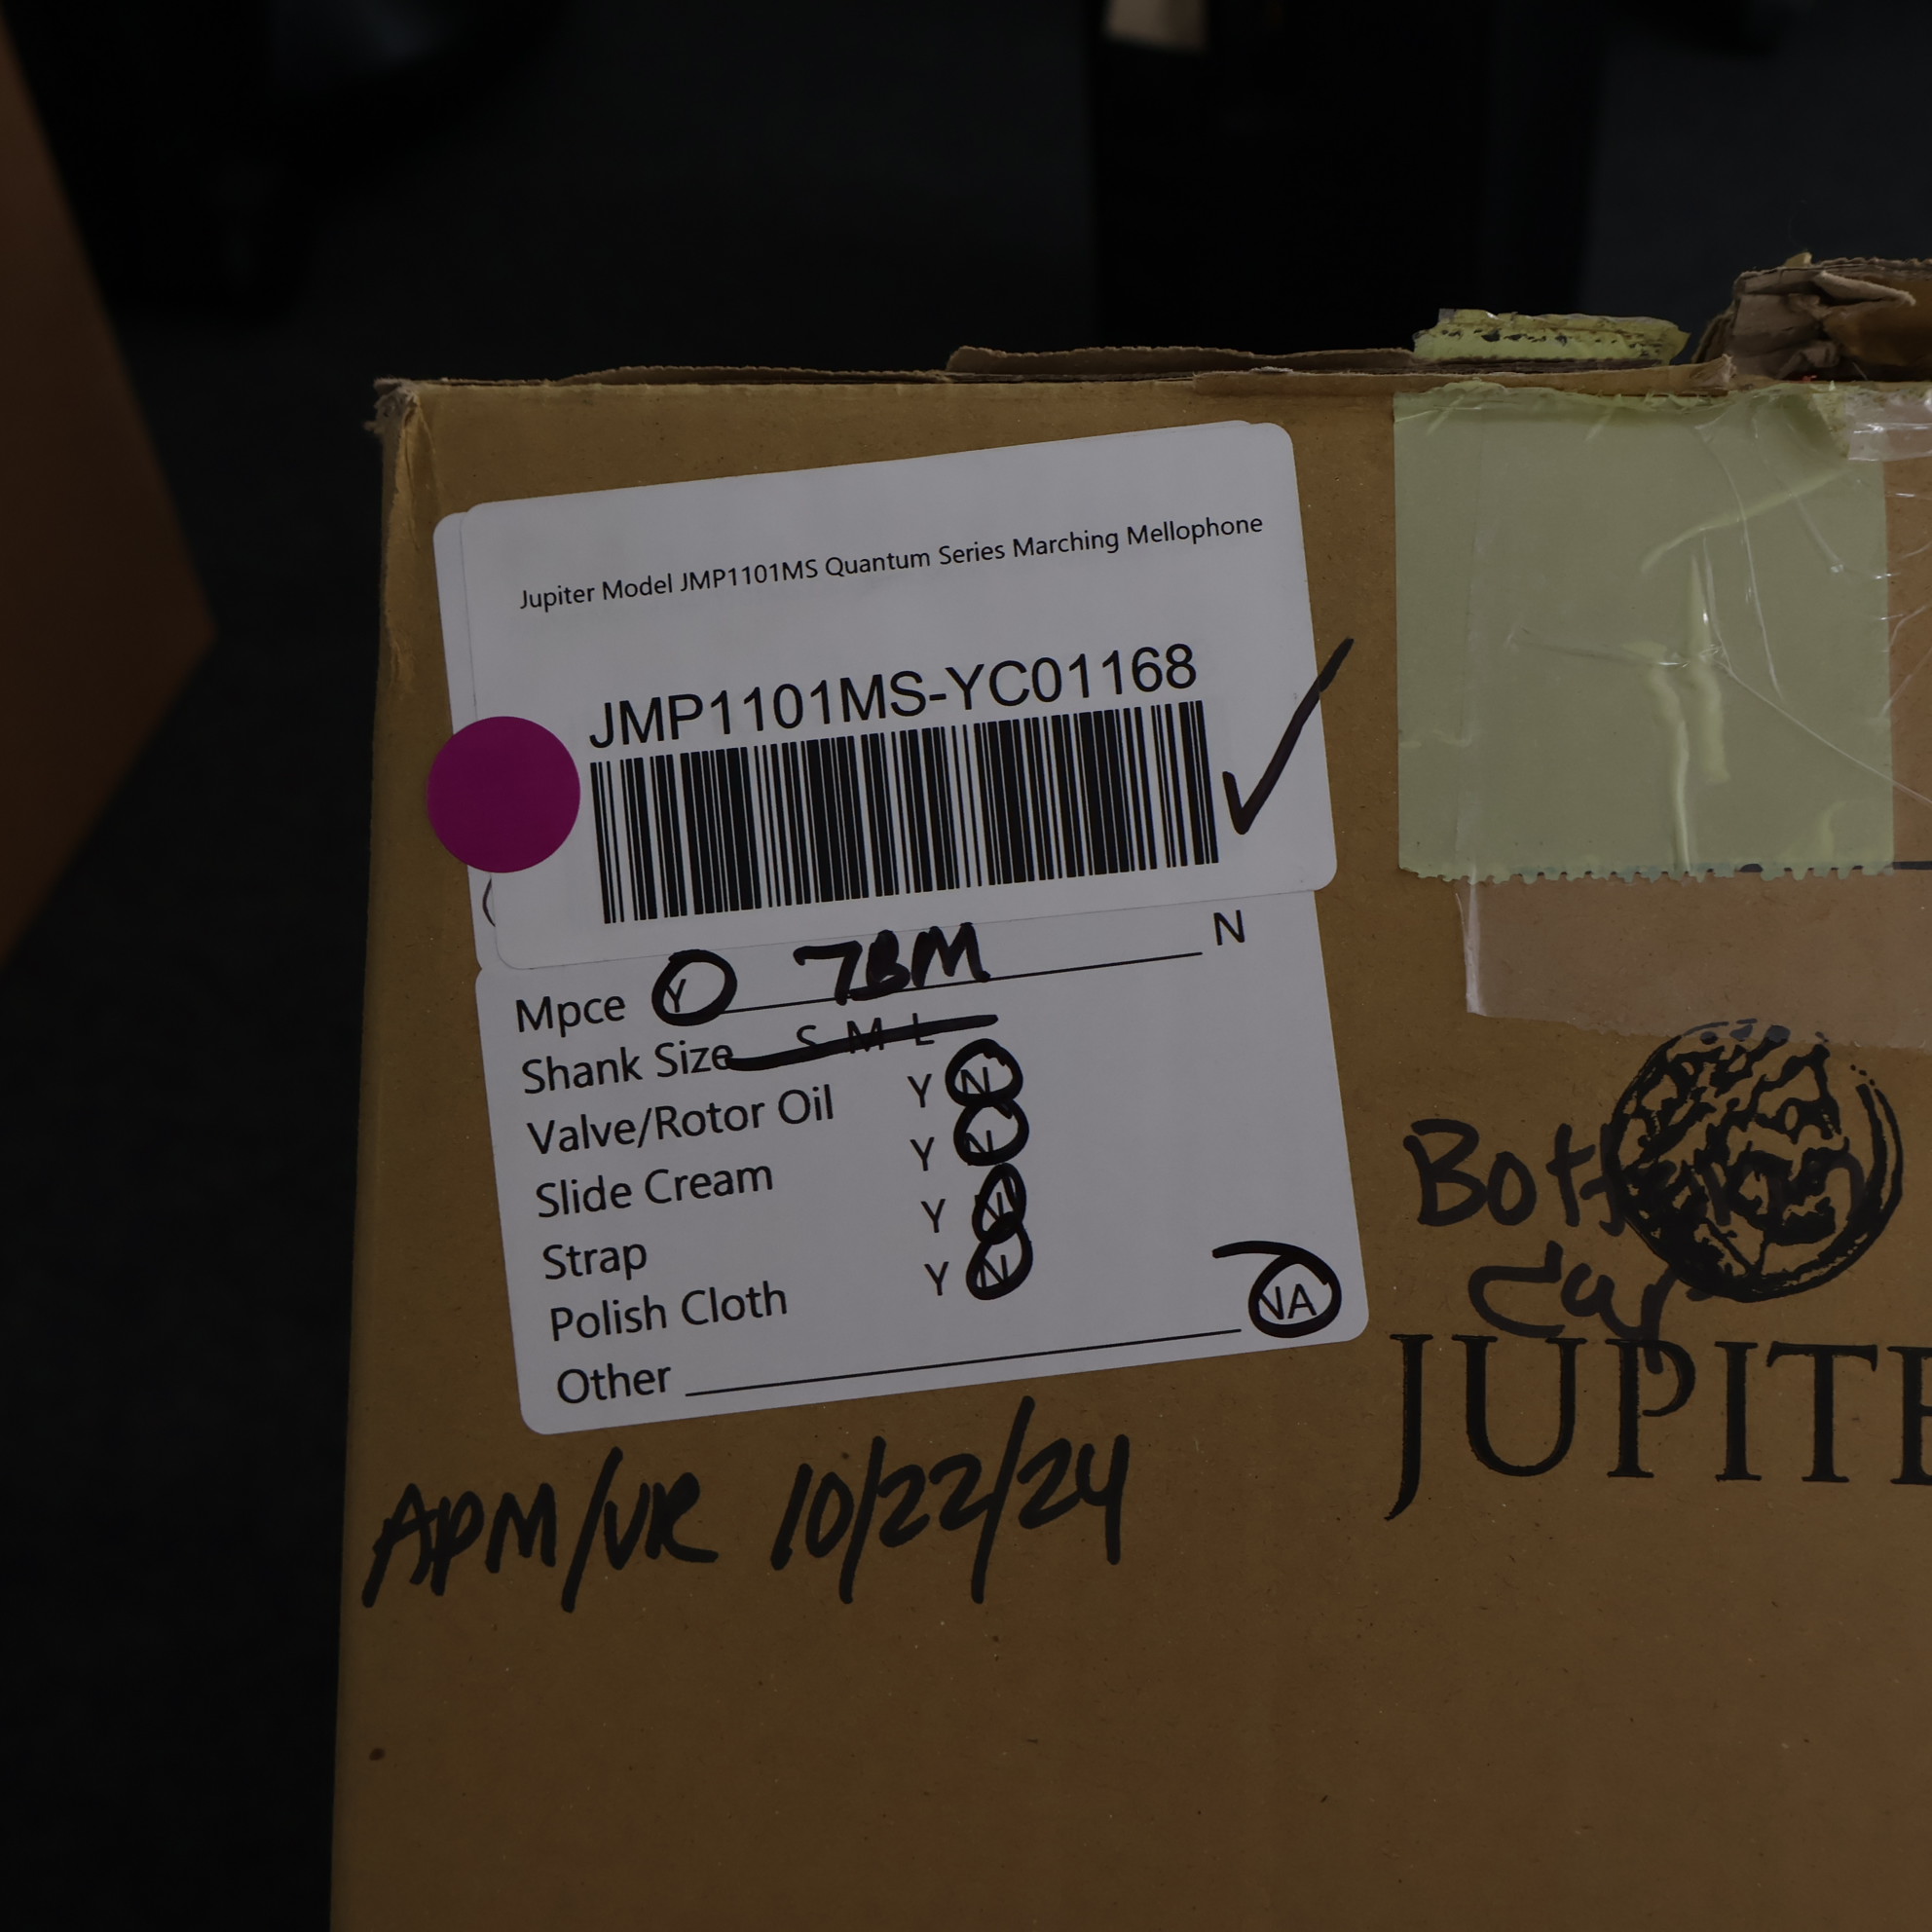 Jupiter Model JMP1101MS Quantum Series Marching Mellophone
JMP1101MS-YC01168
Mpce Y 7BM N
Shank Size S M L
Valve/Rotor Oil Y N
Slide Cream Y N
Strap Y N
Polish Cloth Y N
Other NA
APM/VR 10/22/24
JUPITE